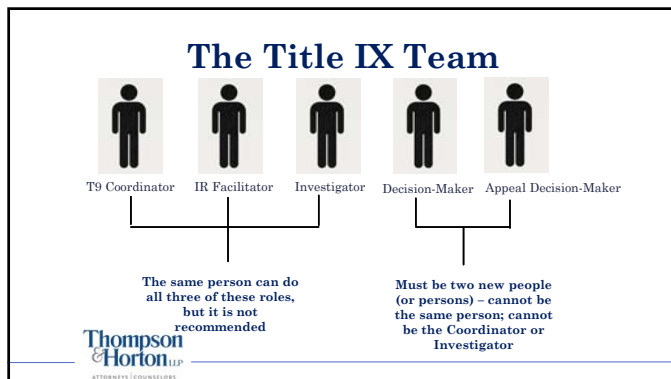 The Title IX Team
T9 Coordinator
IR Facilitator
Investigator
Decision-Maker
Appeal Decision-Maker
The same person can do
all three of these roles,
but it is not
recommended
Must be two new people
(or persons) – cannot be
the same person; cannot
be the Coordinator or
Investigator
Thompson
& Horton LLP
ATTORNEYS | COUNSELORS